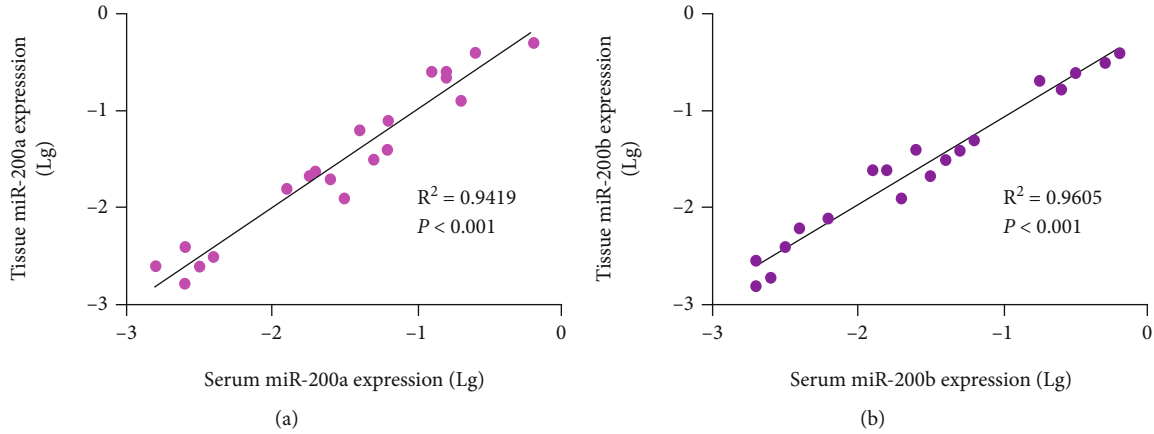 0
−1
−2
−3
−3
−2
−1
0
Tissue miR-200a expresssion
(Lg)
R² = 0.9419
P < 0.001
Serum miR-200a expression (Lg)
(a)
0
−1
−2
−3
−3
−2
−1
0
Tissue miR-200b expresssion
(Lg)
R² = 0.9605
P < 0.001
Serum miR-200b expression (Lg)
(b)